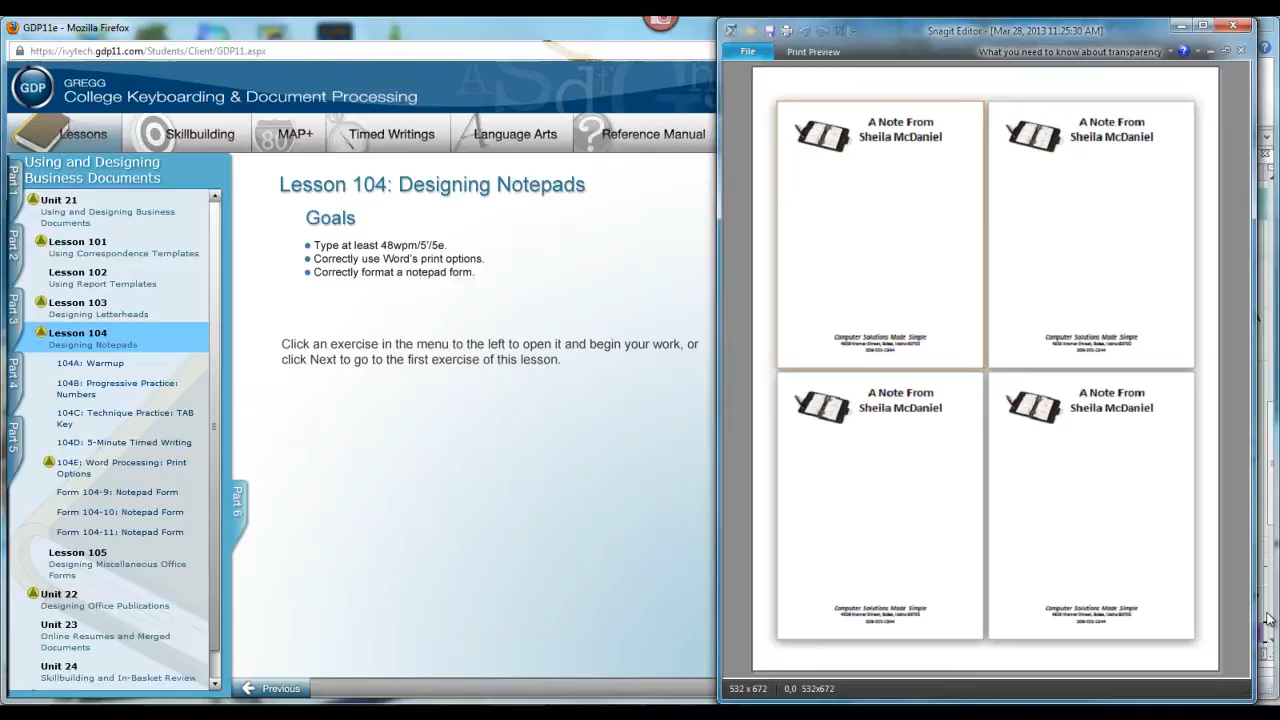 GDP11e - Mozilla Firefox
https://ivytech.gdp11.com/Students/Client/GDP11.aspx
GDP
GREGG
College Keyboarding & Document Processing
Lessons
Skillbuilding
MAP+
Timed Writings
Language Arts
Reference Manual
Part 1
Part 2
Part 3
Part 4
Part 5
Part 6
Using and Designing
Business Documents
Unit 21
Using and Designing Business
Documents
Lesson 101
Using Correspondence Templates
Lesson 102
Using Report Templates
Lesson 103
Designing Letterheads
Lesson 104
Designing Notepads
104A: Warmup
104B: Progressive Practice:
Numbers
104C: Technique Practice: TAB
Key
104D: 5-Minute Timed Writing
104E: Word Processing: Print
Options
Form 104-9: Notepad Form
Form 104-10: Notepad Form
Form 104-11: Notepad Form
Lesson 105
Designing Miscellaneous Office
Forms
Unit 22
Designing Office Publications
Unit 23
Online Resumes and Merged
Documents
Unit 24
Skillbuilding and In-Basket Review
Lesson 104: Designing Notepads
Goals
Type at least 48wpm/5'/5e.
Correctly use Word's print options.
Correctly format a notepad form.
Click an exercise in the menu to the left to open it and begin your work, or
click Next to go to the first exercise of this lesson.
Previous
Snagit Editor - [Mar 28, 2013 11:25:30 AM]
File
Print Preview
What you need to know about transparency
A Note From
Sheila McDaniel
Computer Solutions Made Simple
A Note From
Sheila McDaniel
Computer Solutions Made Simple
A Note From
Sheila McDaniel
Computer Solutions Made Simple
A Note From
Sheila McDaniel
Computer Solutions Made Simple
532 x 672
0,0 532x672